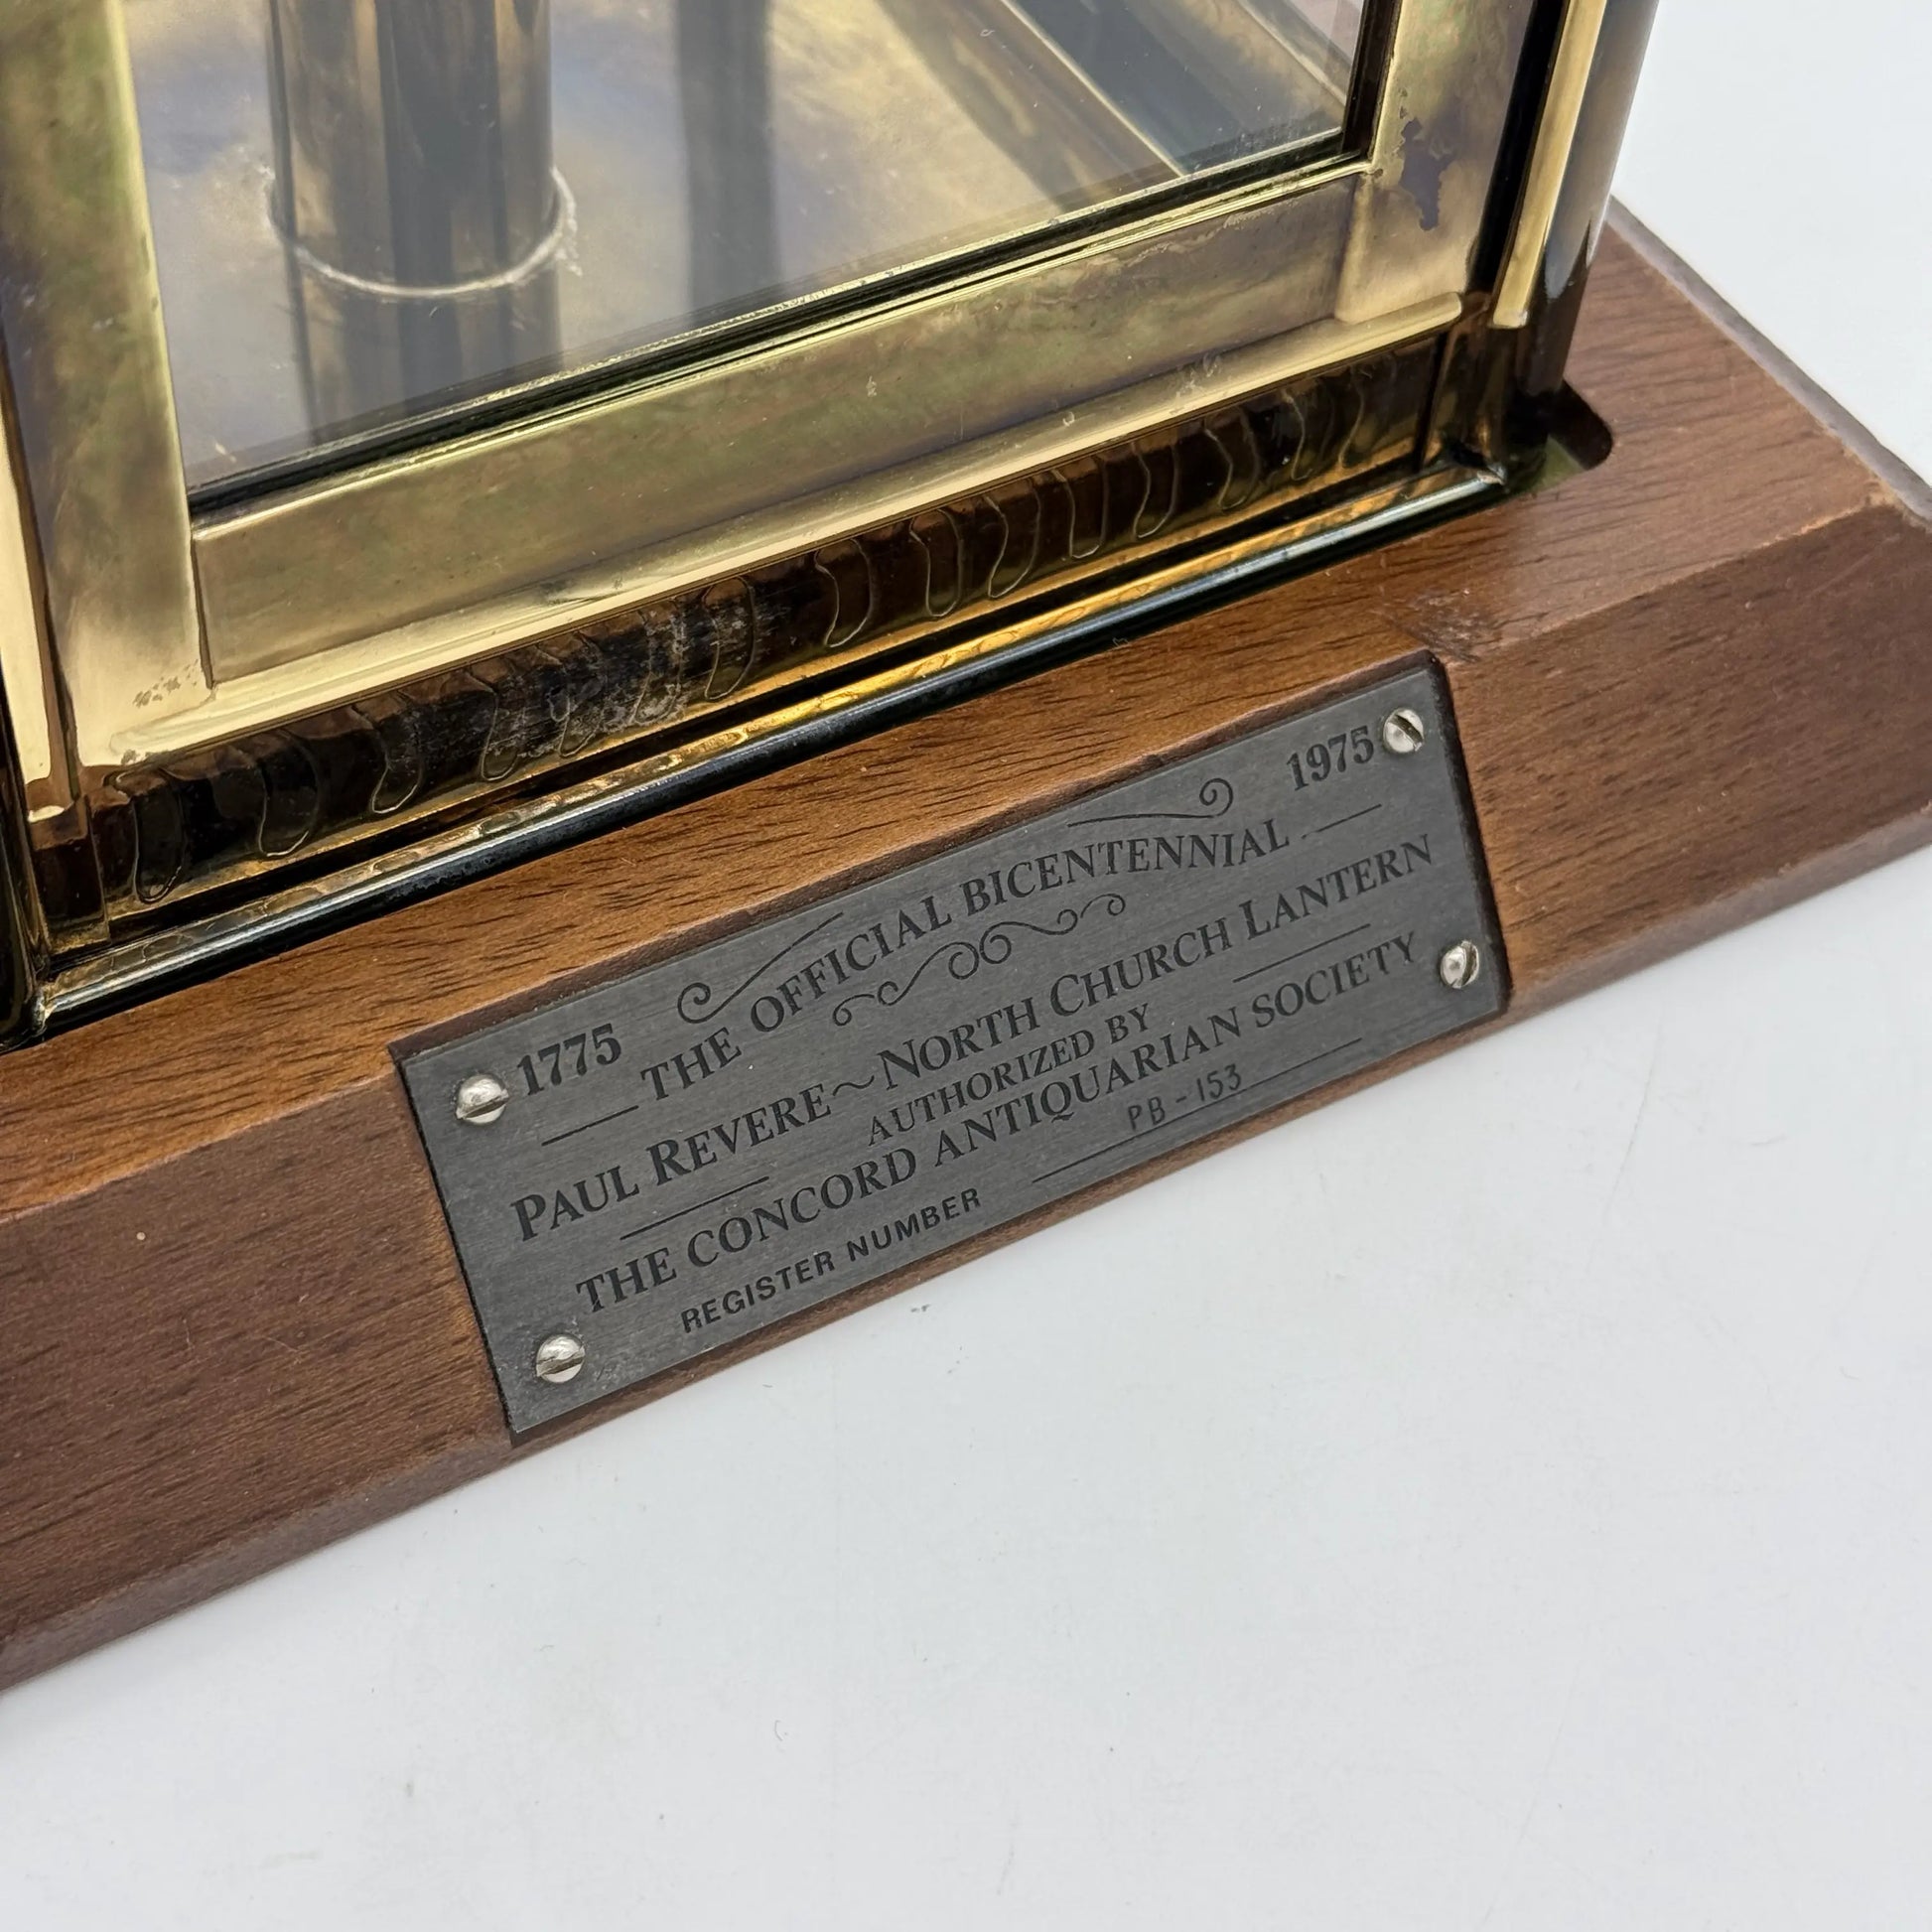 1775 1975
THE OFFICIAL BICENTENNIAL
PAUL REVERE~NORTH CHURCH LANTERN
AUTHORIZED BY
THE CONCORD ANTIQUARIAN SOCIETY
REGISTER NUMBER PB-153